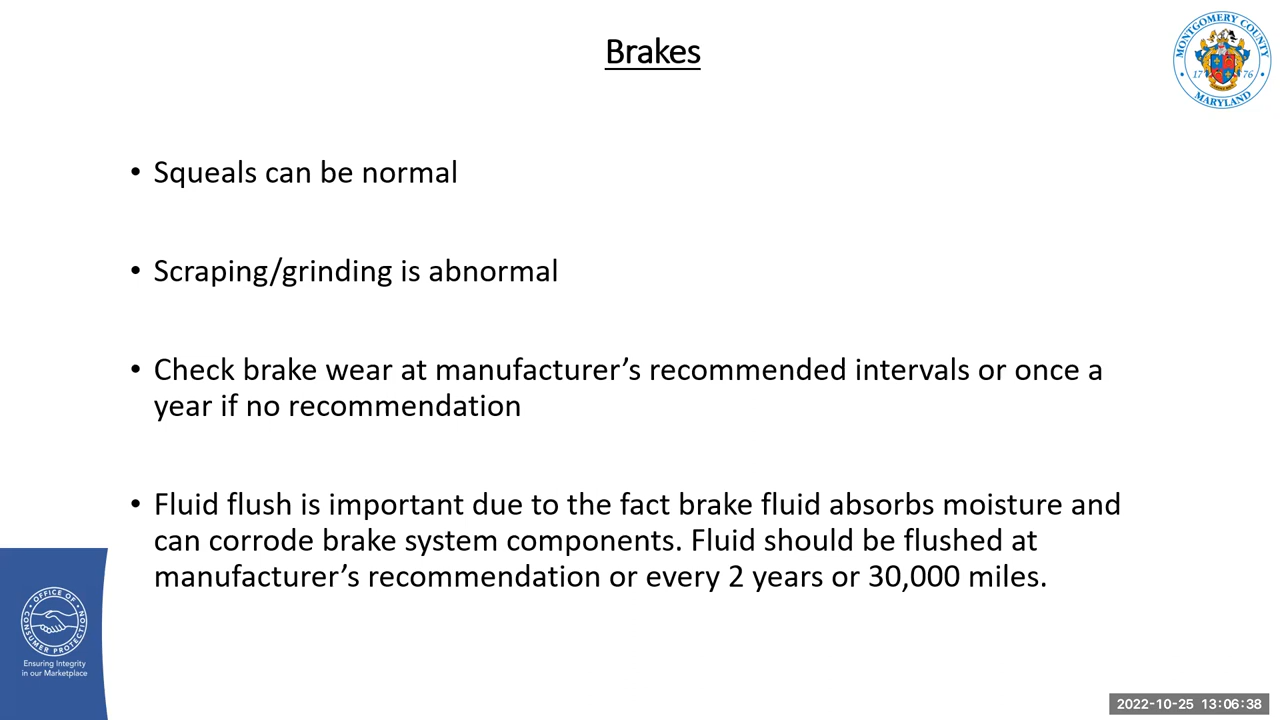 Brakes
MONTGOMERY COUNTY
17 76
MARYLAND
• Squeals can be normal
• Scraping/grinding is abnormal
• Check brake wear at manufacturer’s recommended intervals or once a
year if no recommendation
• Fluid flush is important due to the fact brake fluid absorbs moisture and
can corrode brake system components. Fluid should be flushed at
manufacturer’s recommendation or every 2 years or 30,000 miles.
• OFFICE OF •
CONSUMER PROTECTION
Ensuring Integrity
in our Marketplace
2022-10-25 13:06:38